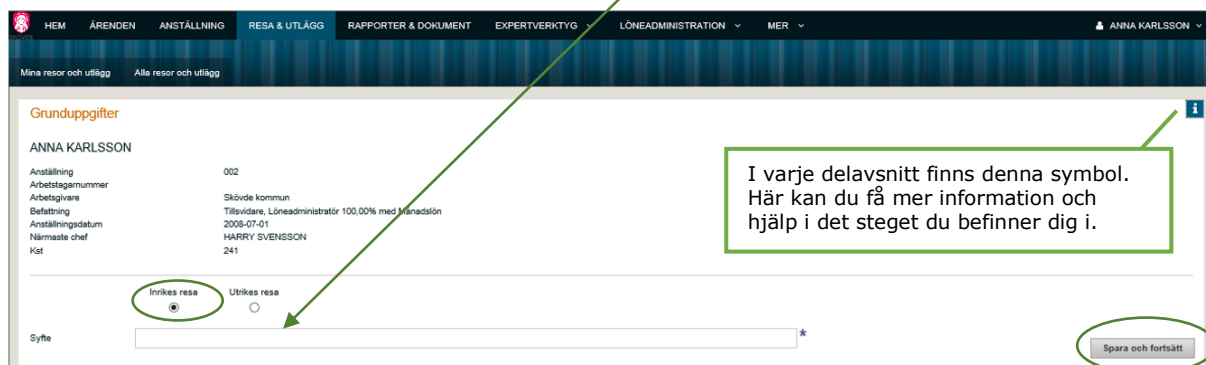 HEM ÄRENDEN ANSTÄLLNING RESA & UTLÄGG RAPPORTER & DOKUMENT EXPERTVERKTYG LÖNEADMINISTRATION MER ANNA KARLSSON
Mina resor och utlägg Alla resor och utlägg
Grunduppgifter
ANNA KARLSSON
Anställning 002
Arbetstagarnummer
Arbetsgivare Skövde kommun
Befattning Tillsvidare, Löneadministratör 100,00% med Månadslön
Anställningsdatum 2008-07-01
Närmaste chef HARRY SVENSSON
Kst 241
I varje delavsnitt finns denna symbol.
Här kan du få mer information och
hjälp i det steget du befinner dig i.
Inrikes resa Utrikes resa
Syfte *
Spara och fortsätt